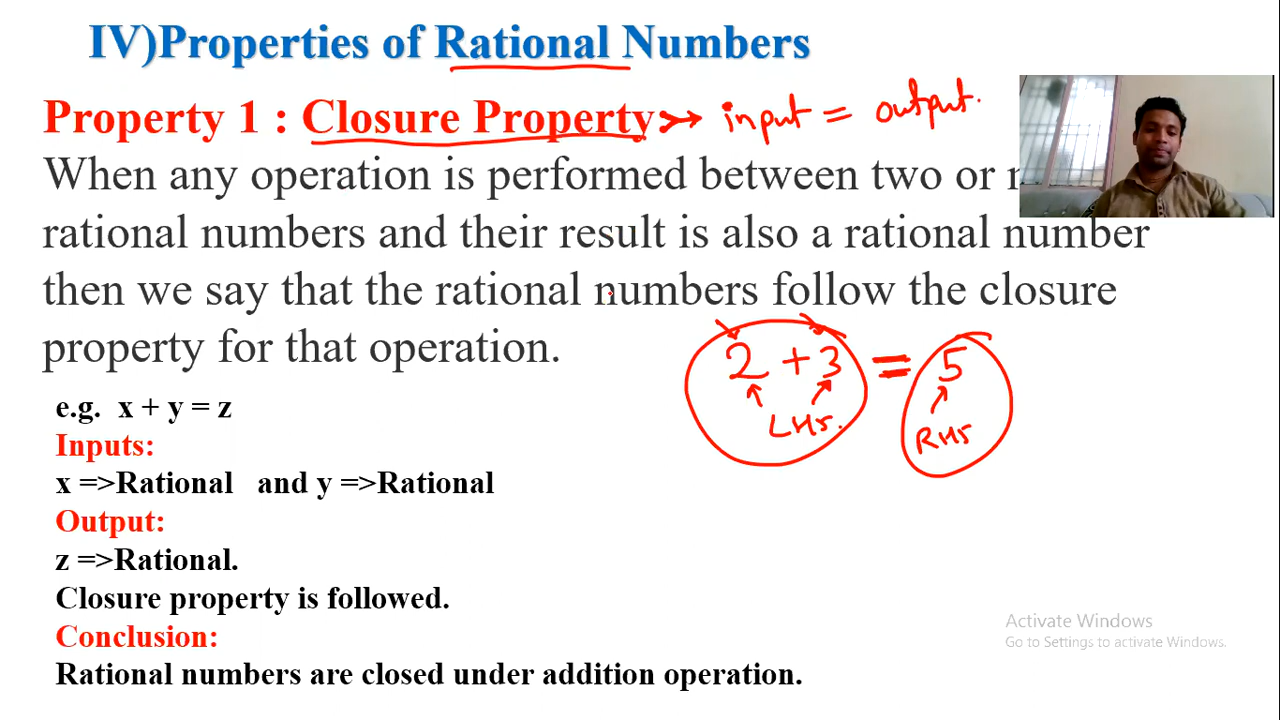 IV)Properties of Rational Numbers
Property 1 : Closure Property → input = output.
When any operation is performed between two or
rational numbers and their result is also a rational number
then we say that the rational numbers follow the closure
property for that operation.
2 + 3 = 5
LHS. RHS
e.g. x + y = z
Inputs:
x =>Rational and y =>Rational
Output:
z =>Rational.
Closure property is followed.
Conclusion:
Rational numbers are closed under addition operation.
Activate Windows
Go to Settings to activate Windows.